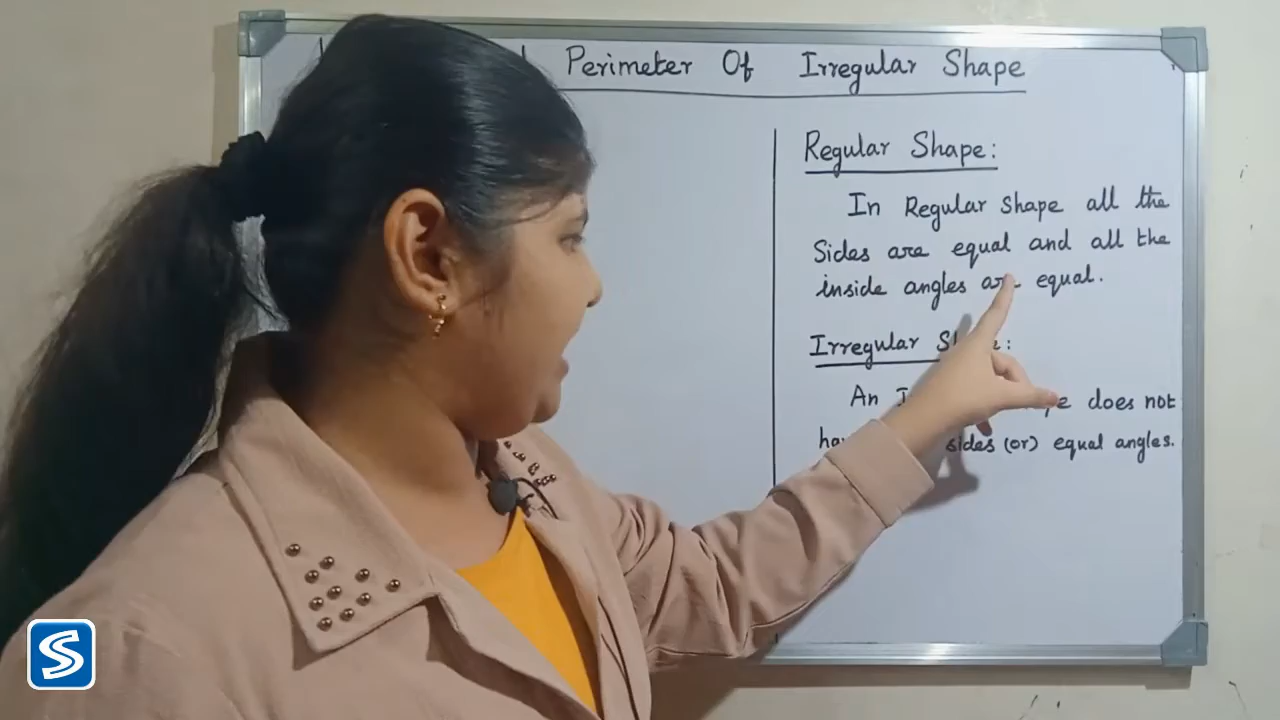 Perimeter Of Irregular Shape
Regular Shape:
In Regular Shape all the
Sides are equal and all the
inside angles are equal.
Irregular :
An does not
sides (or) equal angles.